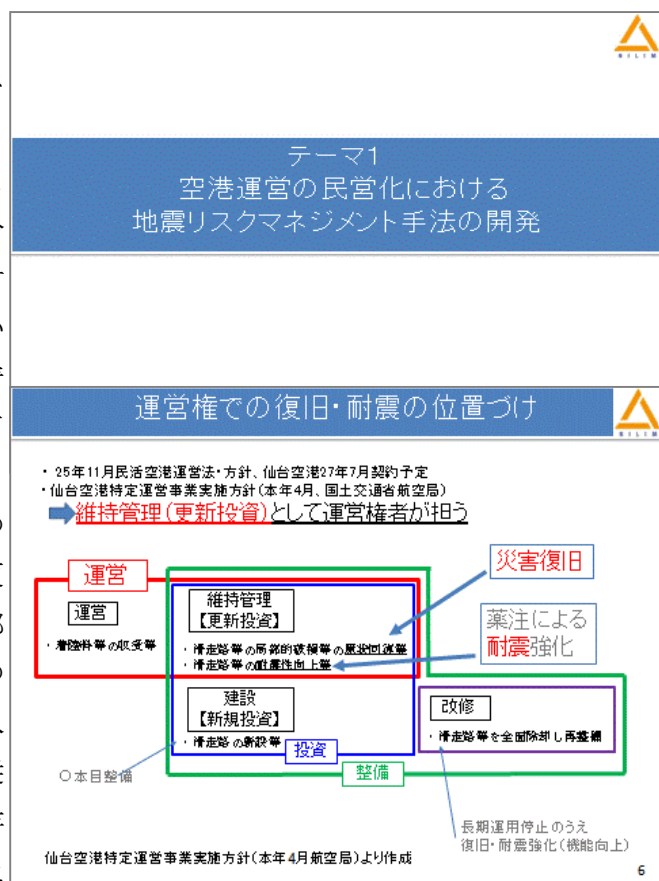 NILIM
テーマ1
空港運営の民営化における
地震リスクマネジメント手法の開発
運営権での復旧・耐震の位置づけ
NILIM
・ 25年11月民活空港運営法・方針、仙台空港27年7月契約予定
・仙台空港特定運営事業実施方針(本年4月、国土交通省航空局)
維持管理(更新投資)として運営権者が担う
運営
災害復旧
運営
維持管理
【更新投資】
薬注による
耐震強化
・着陸料等の収受等
・滑走路等の局部的破損等の原状回復等
・滑走路等の耐震性向上等
建設
【新規投資】
改修
・滑走路の新設等
・滑走路等を全面除却し再整備
投資
〇本目整備
整備
長期運用停止のうえ
復旧・耐震強化(機能向上)
仙台空港特定運営事業実施方針(本年4月航空局)より作成
6